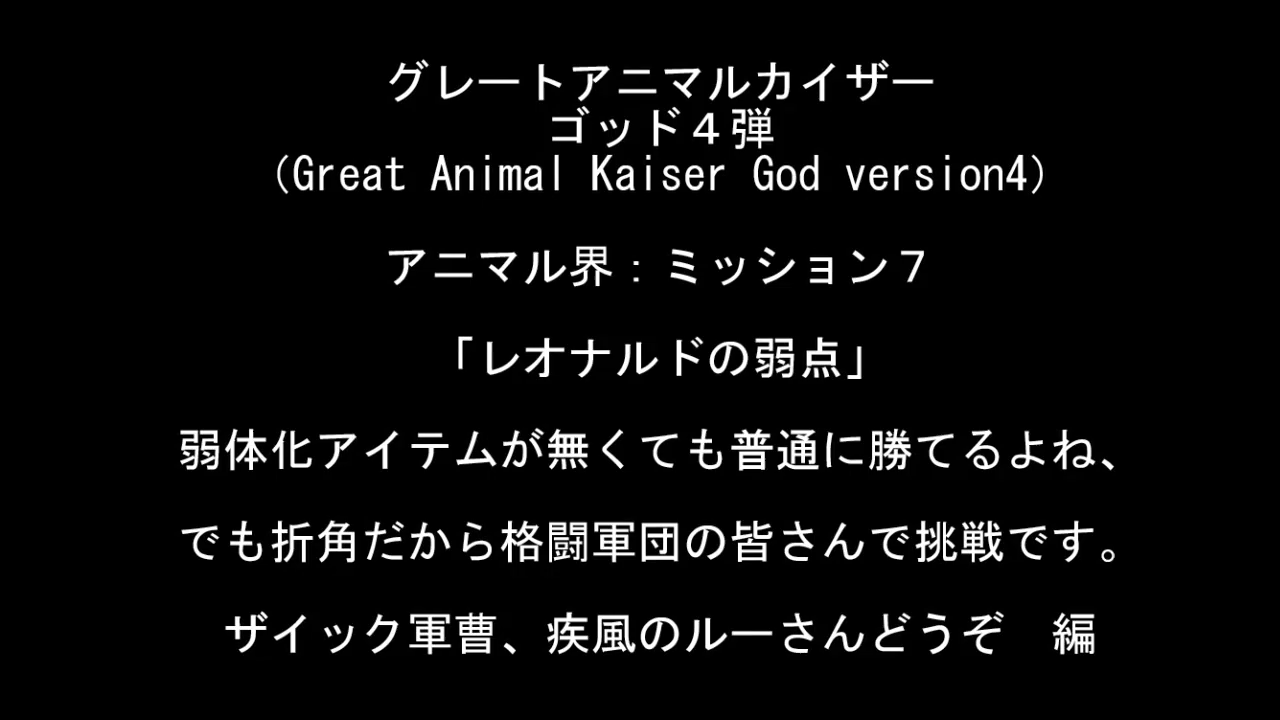 グレートアニマルカイザー
ゴッド４弾
（Great Animal Kaiser God version4）
アニマル界：ミッション７
「レオナルドの弱点」
弱体化アイテムが無くても普通に勝てるよね、
でも折角だから格闘軍団の皆さんで挑戦です。
ザイック軍曹、疾風のルーさんどうぞ　編